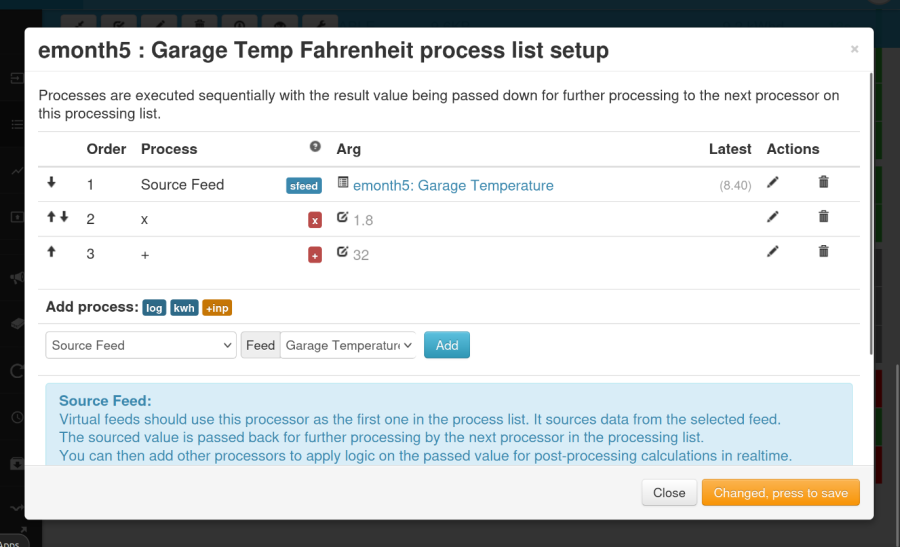 emonth5 : Garage Temp Fahrenheit process list setup
×
Processes are executed sequentially with the result value being passed down for further processing to the next processor on
this processing list.
Order Process Arg Latest Actions
1 Source Feed sfeed emonth5: Garage Temperature (8.40)
2 x x 1.8
3 + + 32
Add process: log kwh +inp
Source Feed Feed Garage Temperature Add
Source Feed:
Virtual feeds should use this processor as the first one in the process list. It sources data from the selected feed.
The sourced value is passed back for further processing by the next processor in the processing list.
You can then add other processors to apply logic on the passed value for post-processing calculations in realtime.
Close Changed, press to save
Apps